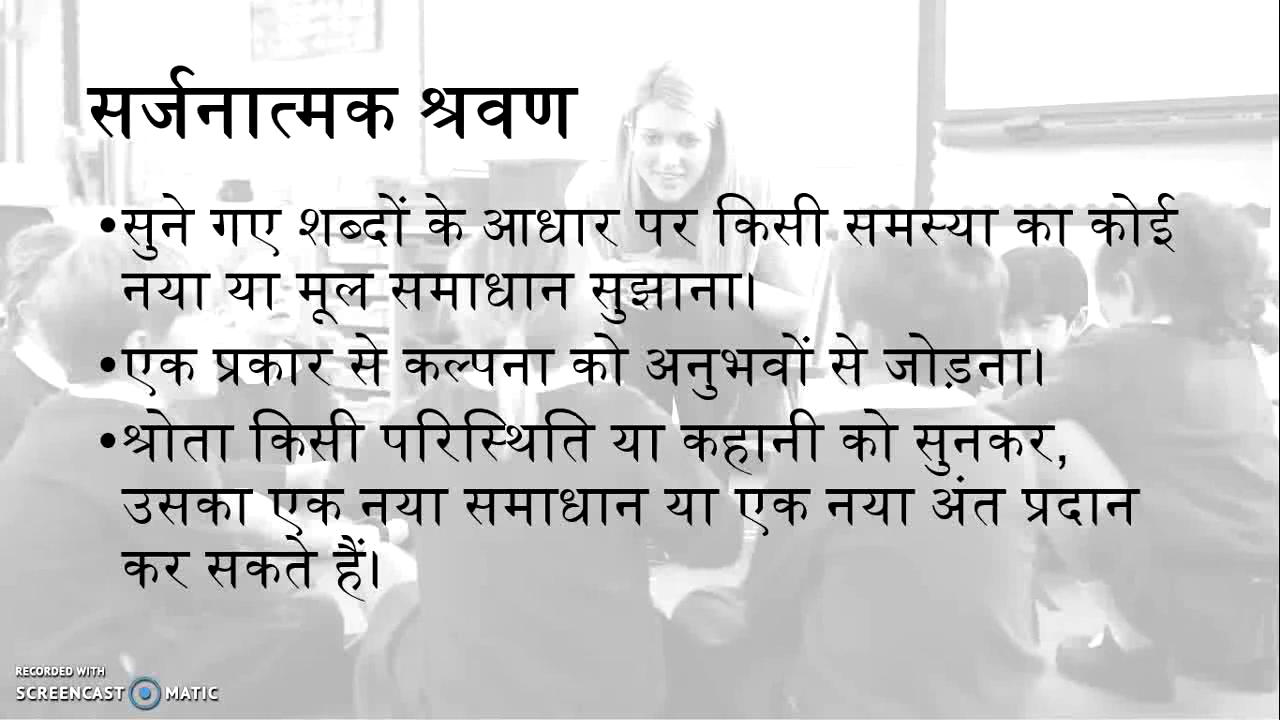 सर्जनात्मक श्रवण
•सुने गए शब्दों के आधार पर किसी समस्या का कोई
नया या मूल समाधान सुझाना।
•एक प्रकार से कल्पना को अनुभवों से जोड़ना।
•श्रोता किसी परिस्थिति या कहानी को सुनकर,
उसका एक नया समाधान या एक नया अंत प्रदान
कर सकते हैं।
RECORDED WITH
SCREENCAST MATIC